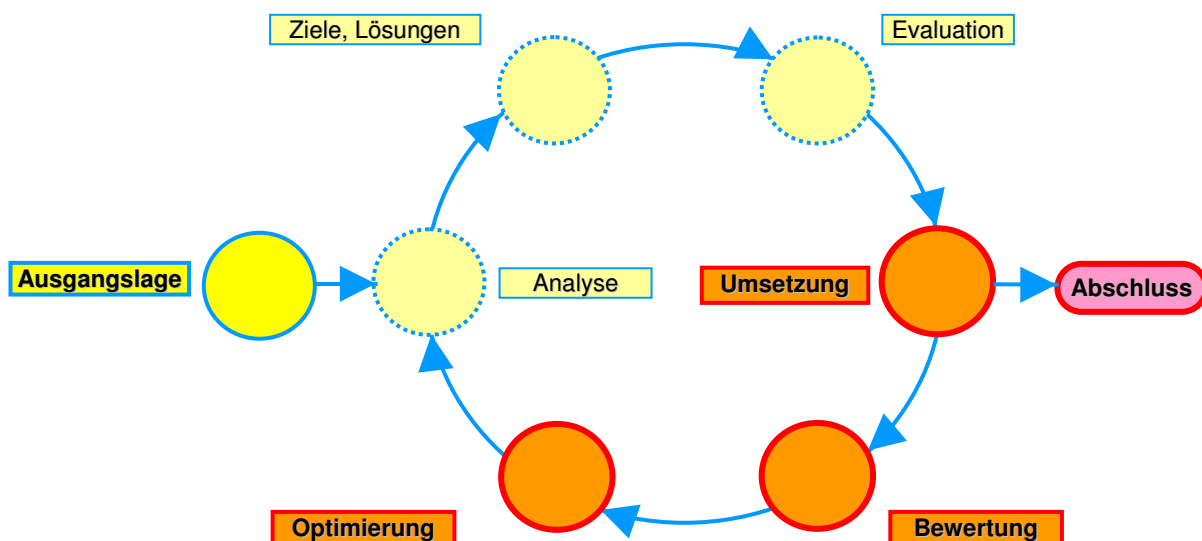 Ziele, Lösungen
Evaluation
Ausgangslage
Analyse
Umsetzung
Abschluss
Optimierung
Bewertung